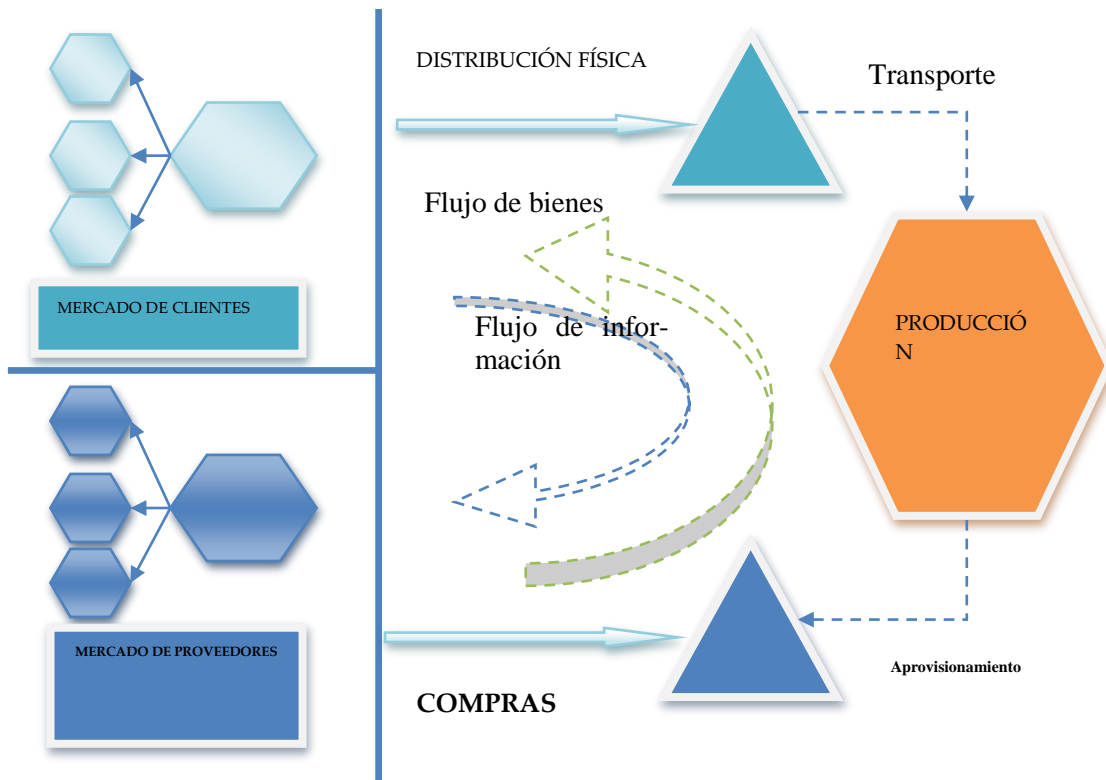 DISTRIBUCIÓN FÍSICA
Transporte
Flujo de bienes
MERCADO DE CLIENTES
Flujo de infor-
mación
PRODUCCIÓ
N
MERCADO DE PROVEEDORES
Aprovisionamiento
COMPRAS